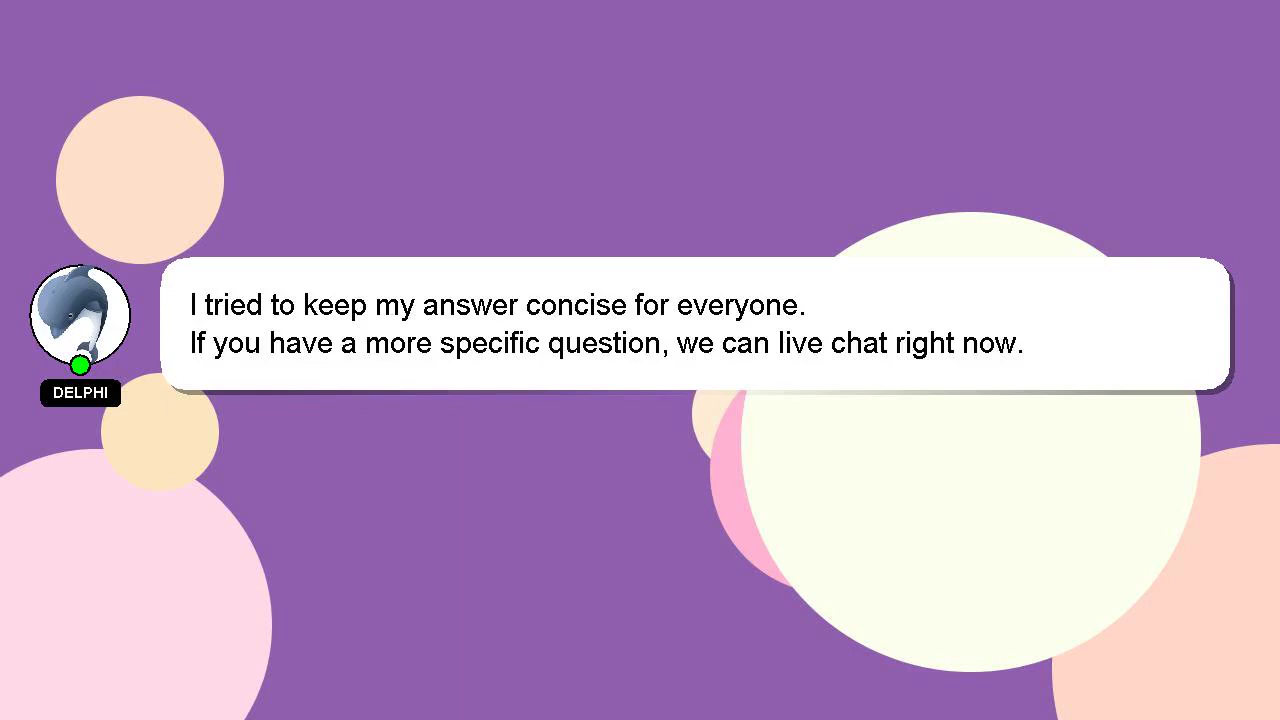 I tried to keep my answer concise for everyone.
If you have a more specific question, we can live chat right now.
DELPHI